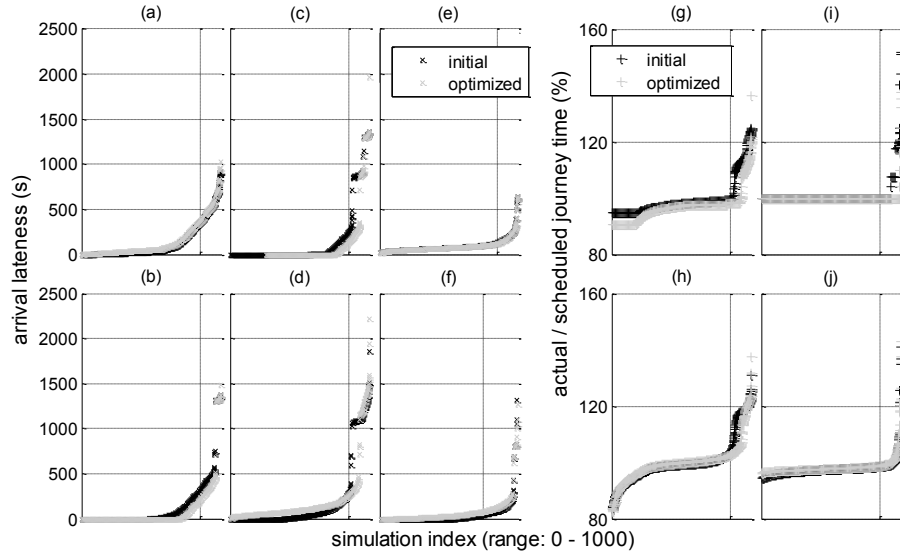 (a) (c) (e) (g) (i)
2500
2000
1500
1000
500
0
initial
optimized
160
120
80
initial
optimized
(b) (d) (f) (h) (j)
2500
2000
1500
1000
500
0
160
120
80
arrival lateness (s)
actual / scheduled journey time (%)
simulation index (range: 0 - 1000)